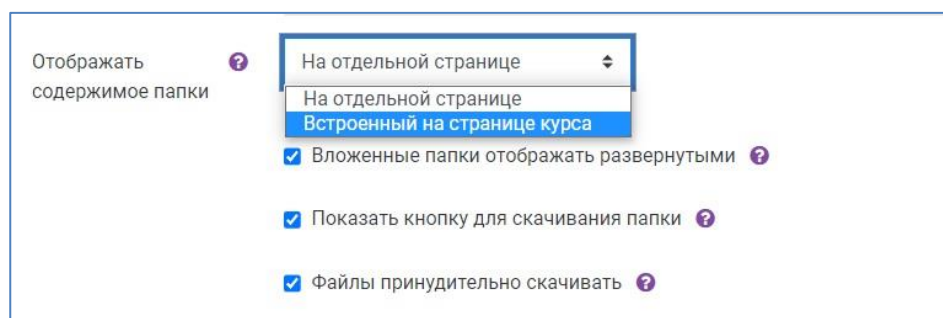 Отображать
содержимое папки
На отдельной странице
На отдельной странице
Встроенный на странице курса
Вложенные папки отображать развернутыми
Показать кнопку для скачивания папки
Файлы принудительно скачивать